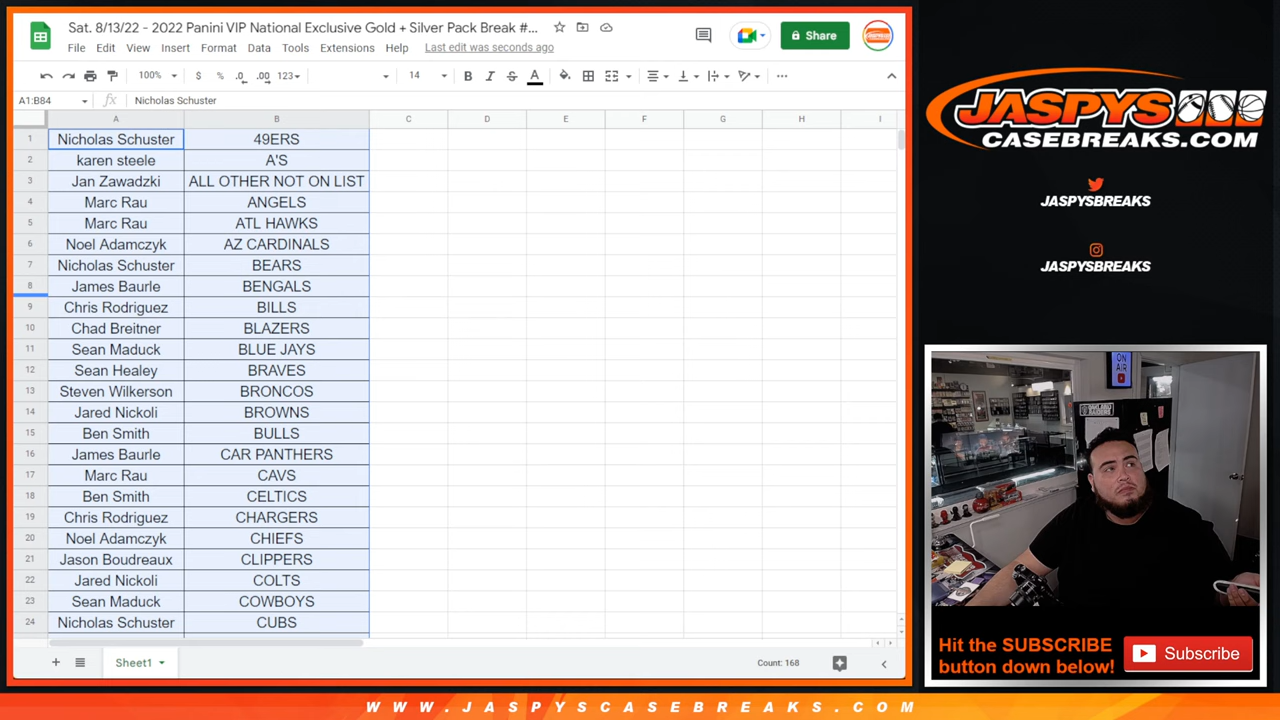 Sat. 8/13/22 - 2022 Panini VIP National Exclusive Gold + Silver Pack Break #...
File Edit View Insert Format Data Tools Extensions Help Last edit was seconds ago
Share
100% $ % .0 .00 123 14 B I S A
A1:B84 fx Nicholas Schuster
A B C D E F G H I
1 Nicholas Schuster 49ERS
2 karen steele A'S
3 Jan Zawadzki ALL OTHER NOT ON LIST
4 Marc Rau ANGELS
5 Marc Rau ATL HAWKS
6 Noel Adamczyk AZ CARDINALS
7 Nicholas Schuster BEARS
8 James Baurle BENGALS
9 Chris Rodriguez BILLS
10 Chad Breitner BLAZERS
11 Sean Maduck BLUE JAYS
12 Sean Healey BRAVES
13 Steven Wilkerson BRONCOS
14 Jared Nickoli BROWNS
15 Ben Smith BULLS
16 James Baurle CAR PANTHERS
17 Marc Rau CAVS
18 Ben Smith CELTICS
19 Chris Rodriguez CHARGERS
20 Noel Adamczyk CHIEFS
21 Jason Boudreaux CLIPPERS
22 Jared Nickoli COLTS
23 Sean Maduck COWBOYS
24 Nicholas Schuster CUBS
Sheet1
Count: 168
JASPYS
CASEBREAKS.COM
JASPYSBREAKS
JASPYSBREAKS
ON
AIR
Hit the SUBSCRIBE
button down below!
Subscribe
WWW.JASPYSCASEBREAKS.COM